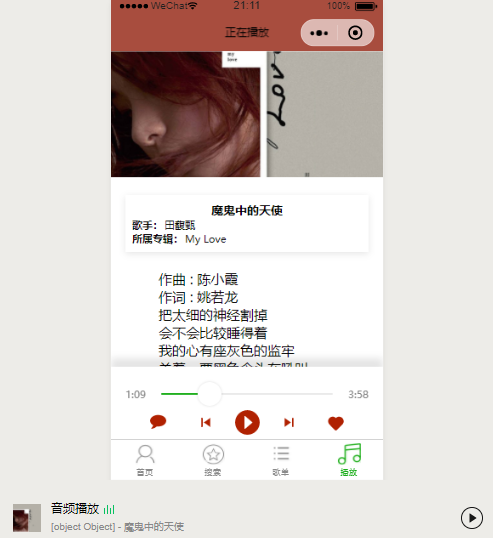 WeChat 21:11 100%
正在播放
my
love
Love
魔鬼中的天使
歌手：田馥甄
所属专辑：My Love
作曲 : 陈小霞
作词 : 姚若龙
把太细的神经割掉
会不会比较睡得着
我的心有座灰色的监牢
1:09 3:58
首页 搜索 歌单 播放
音频播放
[object Object] - 魔鬼中的天使